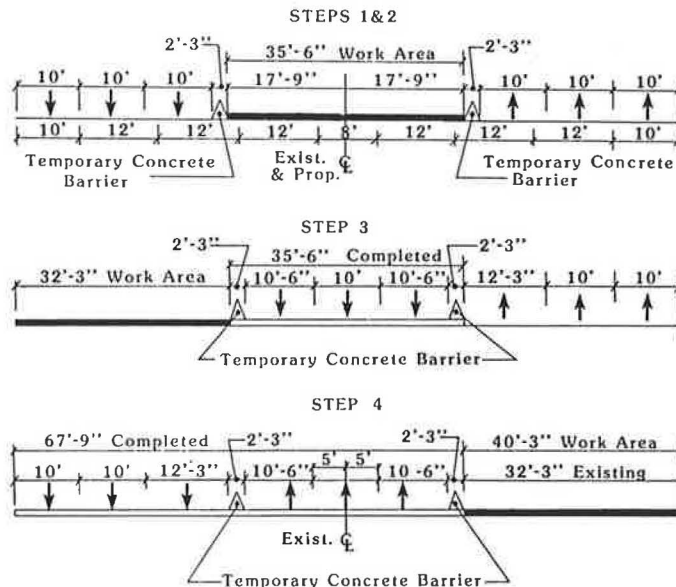 STEPS 1&2
2'-3" 35'-6" Work Area 2'-3"
10' 10' 10' 17'-9" 17'-9" 10' 10' 10'
10' 12' 12' 12' 8' 12' 12' 12' 10'
Temporary Concrete Barrier
Exist. & Prop. ℄
Temporary Concrete Barrier
STEP 3
2'-3" 35'-6" Completed 2'-3"
32'-3" Work Area 10'-6" 10' 10'-6" 12'-3" 10' 10'
Temporary Concrete Barrier
STEP 4
67'-9" Completed 2'-3" 2'-3" 40'-3" Work Area
10' 10' 12'-3" 10'-6" 5' 5' 10-6" 32'-3" Existing
Exist. ℄
Temporary Concrete Barrier